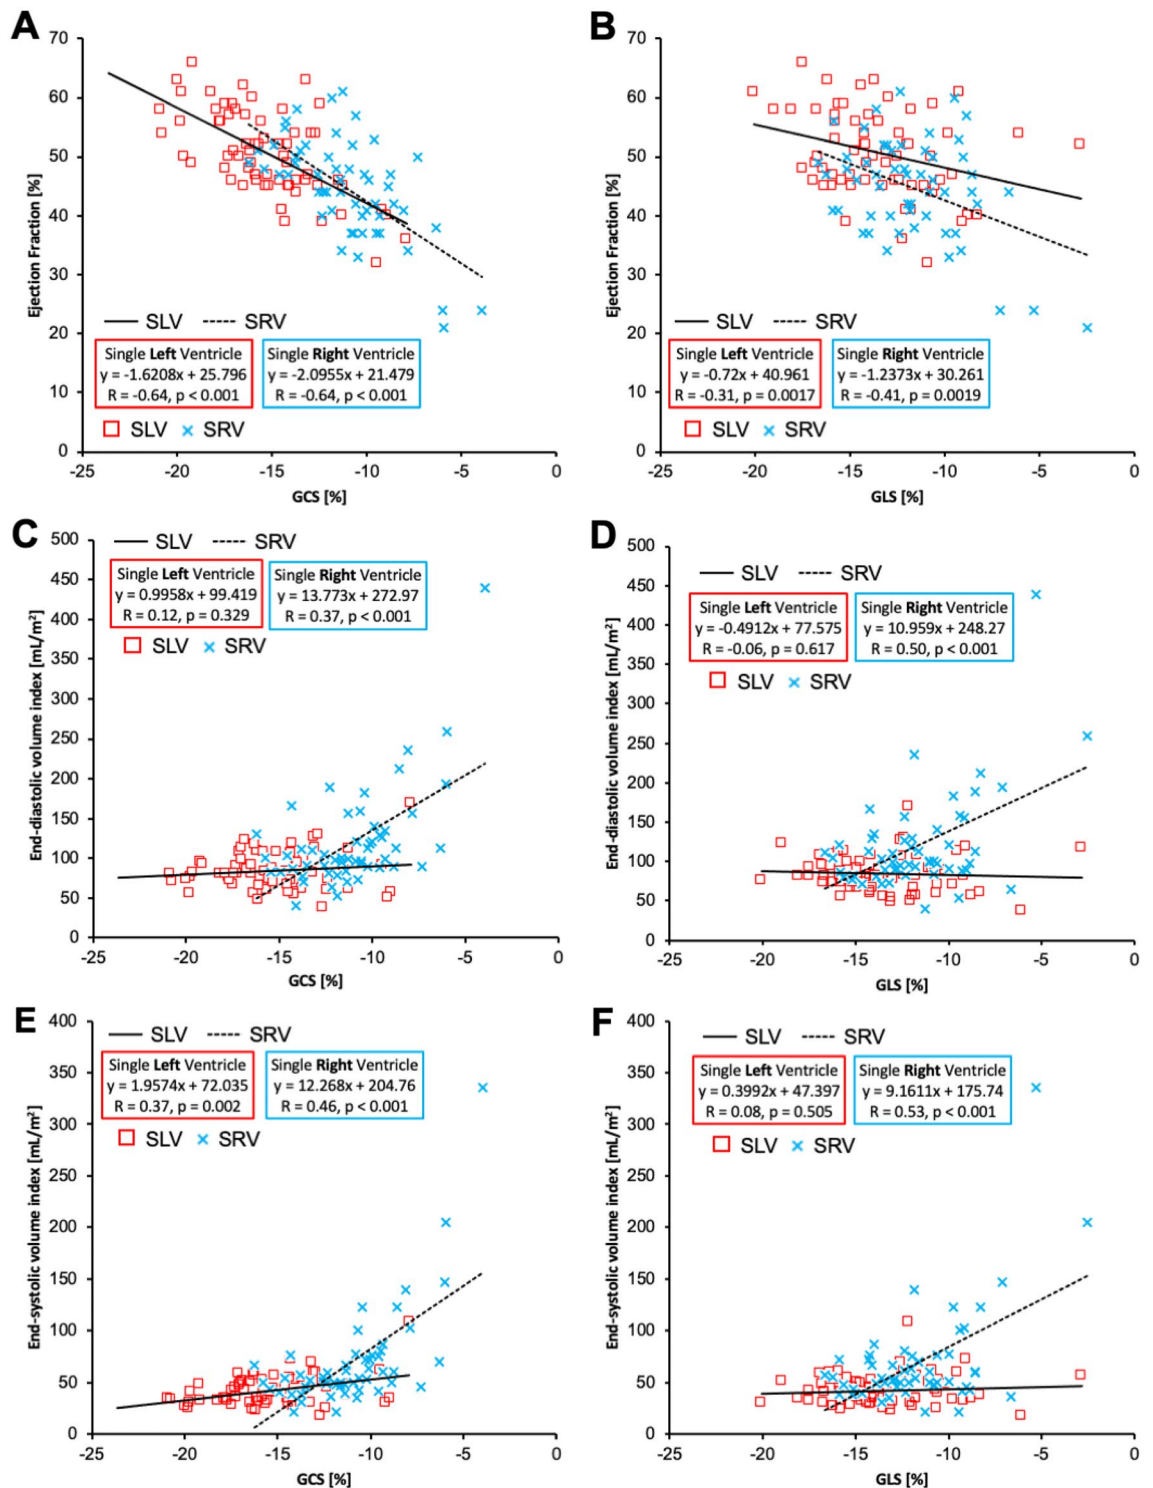 A
70
60
50
40
30
20
10
0
Ejection Fraction [%]
SLV SRV
Single Left Ventricle
y = -1.6208x + 25.796
R = -0.64, p < 0.001
Single Right Ventricle
y = -2.0955x + 21.479
R = -0.64, p < 0.001
SLV SRV
-25 -20 -15 -10 -5 0
GCS [%]
B
70
60
50
40
30
20
10
0
Ejection Fraction [%]
SLV SRV
Single Left Ventricle
y = -0.72x + 40.961
R = -0.31, p = 0.0017
Single Right Ventricle
y = -1.2373x + 30.261
R = -0.41, p = 0.0019
SLV SRV
-25 -20 -15 -10 -5 0
GLS [%]
C
500
450
400
350
300
250
200
150
100
50
0
End-diastolic volume index [mL/m²]
SLV SRV
Single Left Ventricle
y = 0.9958x + 99.419
R = 0.12, p = 0.329
Single Right Ventricle
y = 13.773x + 272.97
R = 0.37, p < 0.001
SLV SRV
-25 -20 -15 -10 -5 0
GCS [%]
D
500
450
400
350
300
250
200
150
100
50
0
End-diastolic volume index [mL/m²]
SLV SRV
Single Left Ventricle
y = -0.4912x + 77.575
R = -0.06, p = 0.617
Single Right Ventricle
y = 10.959x + 248.27
R = 0.50, p < 0.001
SLV SRV
-25 -20 -15 -10 -5 0
GLS [%]
E
400
350
300
250
200
150
100
50
0
End-systolic volume index [mL/m²]
SLV SRV
Single Left Ventricle
y = 1.9574x + 72.035
R = 0.37, p = 0.002
Single Right Ventricle
y = 12.268x + 204.76
R = 0.46, p < 0.001
SLV SRV
-25 -20 -15 -10 -5 0
GCS [%]
F
400
350
300
250
200
150
100
50
0
End-systolic volume index [mL/m²]
SLV SRV
Single Left Ventricle
y = 0.3992x + 47.397
R = 0.08, p = 0.505
Single Right Ventricle
y = 9.1611x + 175.74
R = 0.53, p < 0.001
SLV SRV
-25 -20 -15 -10 -5 0
GLS [%]